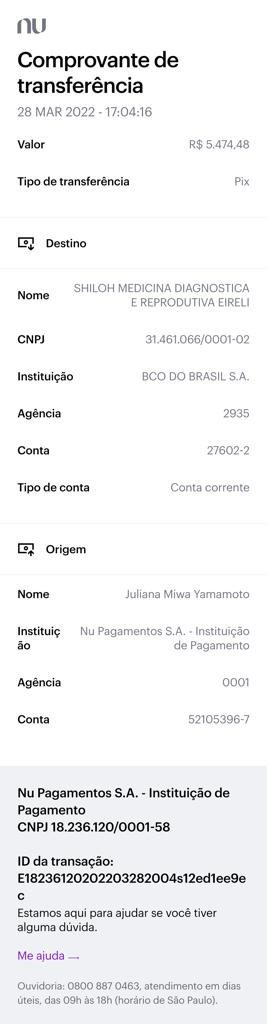 nu
Comprovante de
transferência
28 MAR 2022 - 17:04:16
Valor R$ 5.474,48
Tipo de transferência Pix
Destino
Nome SHILOH MEDICINA DIAGNOSTICA
E REPRODUTIVA EIRELI
CNPJ 31.461.066/0001-02
Instituição BCO DO BRASIL S.A.
Agência 2935
Conta 27602-2
Tipo de conta Conta corrente
Origem
Nome Juliana Miwa Yamamoto
Instituiç Nu Pagamentos S.A. - Instituição
ão de Pagamento
Agência 0001
Conta 52105396-7
Nu Pagamentos S.A. - Instituição de
Pagamento
CNPJ 18.236.120/0001-58
ID da transação:
E18236120202203282004s12ed1ee9e
c
Estamos aqui para ajudar se você tiver
alguma dúvida.
Me ajuda →
Ouvidoria: 0800 887 0463, atendimento em dias
úteis, das 09h às 18h (horário de São Paulo).